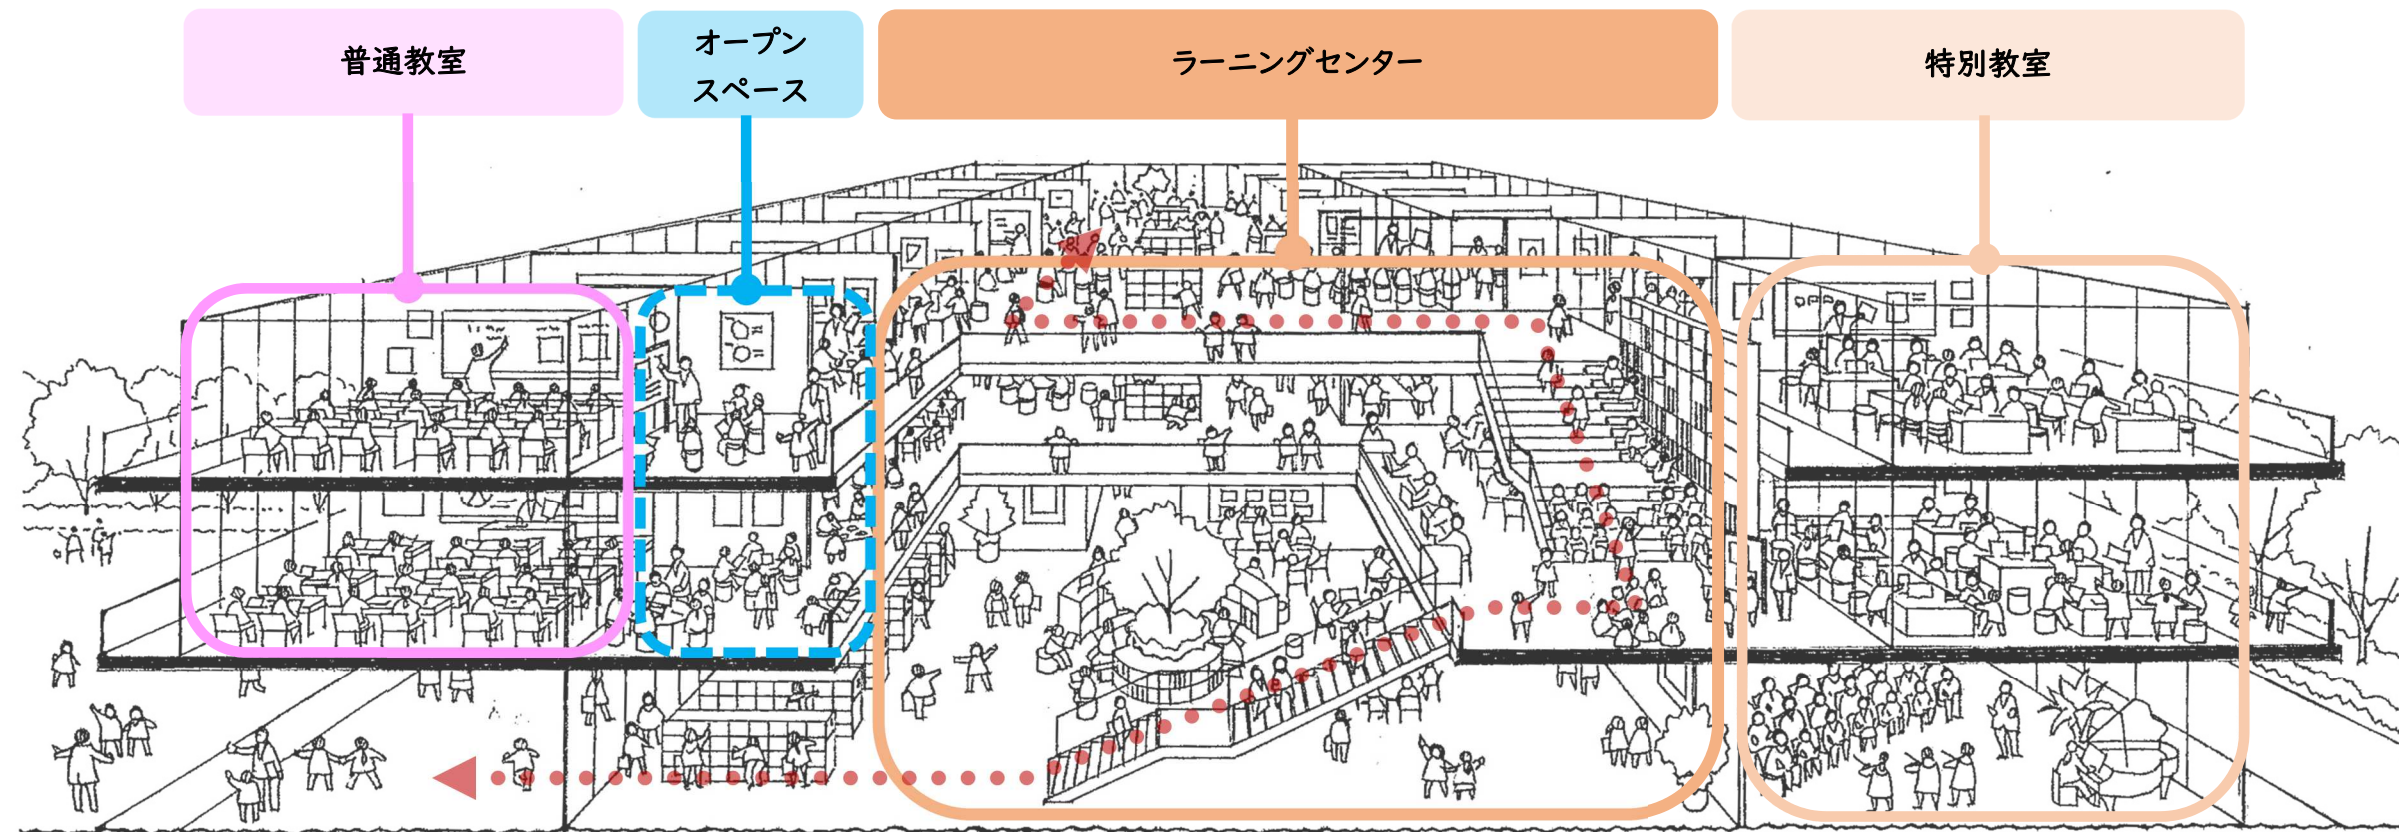 普通教室
オープン
スペース
ラーニングセンター
特別教室